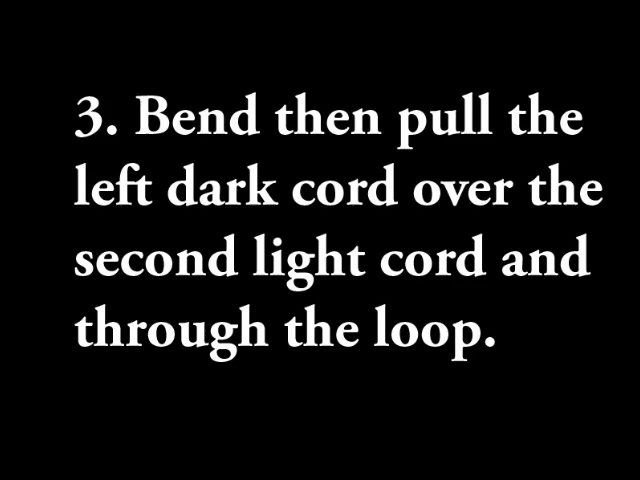 3. Bend then pull the
left dark cord over the
second light cord and
through the loop.